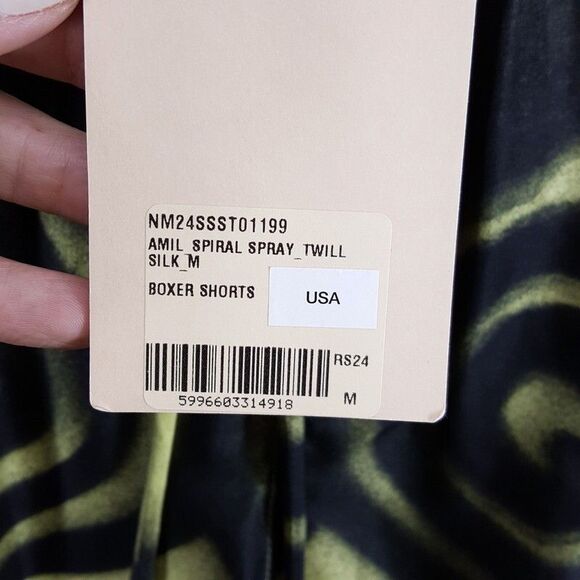 NM24SSST01199
AMIL_SPIRAL SPRAY_TWILL
SILK_M
BOXER SHORTS
USA
RS24
5996603314918
M